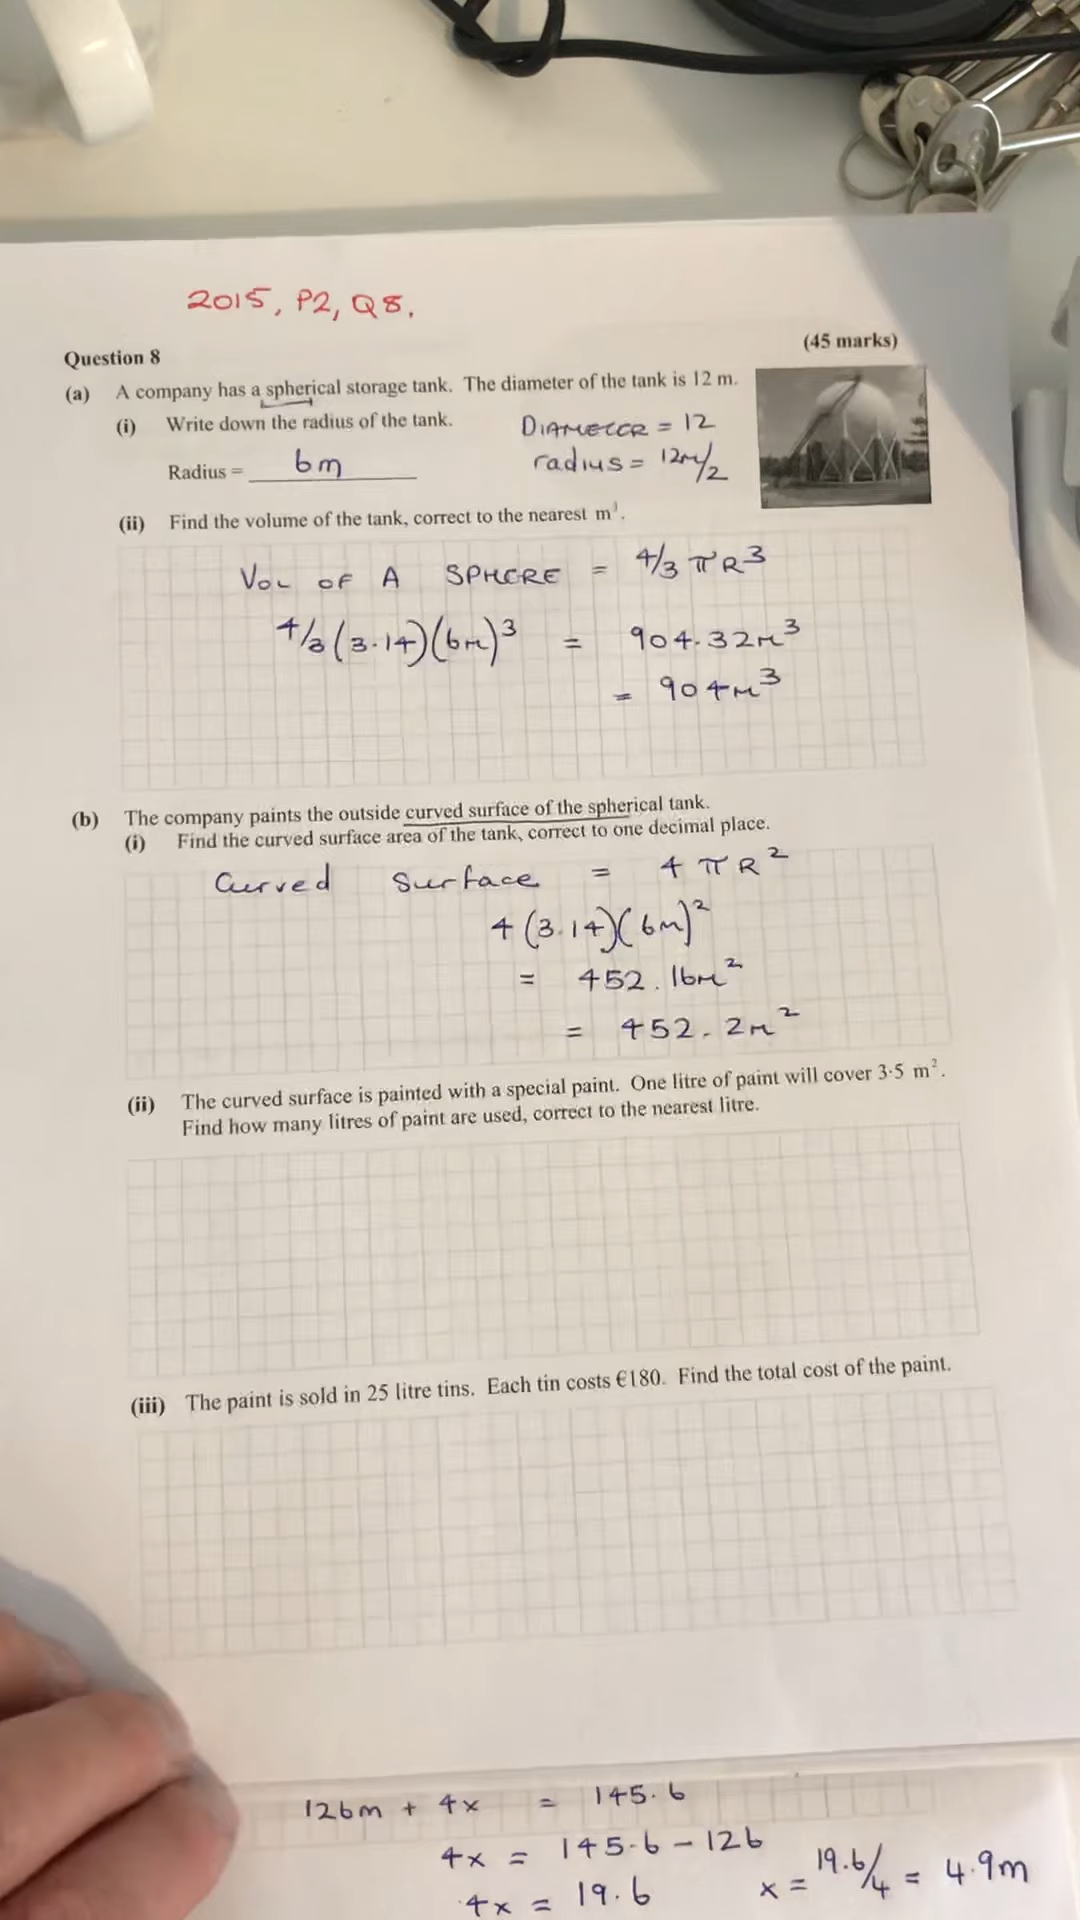 2015, P2, Q8.
Question 8
(45 marks)
(a) A company has a spherical storage tank. The diameter of the tank is 12 m.
(i) Write down the radius of the tank.
DIAMETER = 12
Radius = 6m
radius = 12m/2
(ii) Find the volume of the tank, correct to the nearest m³.
VOL OF A SPHERE = 4/3 πR³
4/3(3.14)(6m)³ = 904.32m³
= 904m³
(b) The company paints the outside curved surface of the spherical tank.
(i) Find the curved surface area of the tank, correct to one decimal place.
Curved Surface = 4πR²
4(3.14)(6m)²
= 452.16m²
= 452.2m²
(ii) The curved surface is painted with a special paint. One litre of paint will cover 3·5 m².
Find how many litres of paint are used, correct to the nearest litre.
(iii) The paint is sold in 25 litre tins. Each tin costs €180. Find the total cost of the paint.
126m + 4x = 145.6
4x = 145.6 - 126
4x = 19.6
x = 19.6/4 = 4.9m